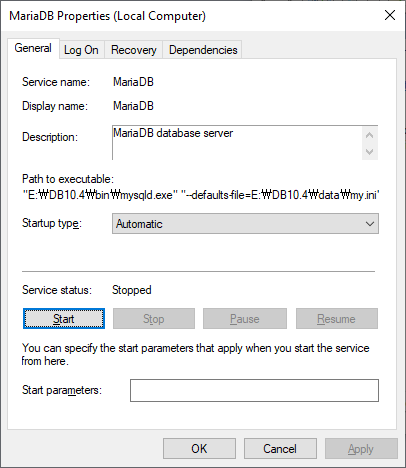 MariaDB Properties (Local Computer)
General Log On Recovery Dependencies
Service name: MariaDB
Display name: MariaDB
Description: MariaDB database server
Path to executable:
"E:₩DB10.4₩bin₩mysqld.exe" "--defaults-file=E:₩DB10.4₩data₩my.ini'
Startup type: Automatic
Service status: Stopped
Start Stop Pause Resume
You can specify the start parameters that apply when you start the service
from here.
Start parameters:
OK Cancel Apply